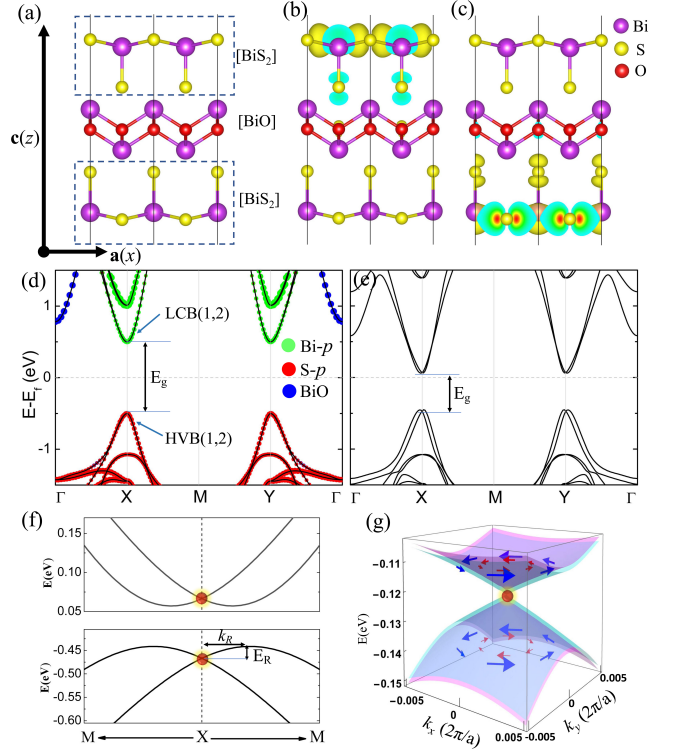 (a)
(b)
(c)
Bi
S
O
[BiS2]
[BiO]
[BiS2]
c(z)
a(x)
(d)
LCB(1,2)
Bi-p
S-p
BiO
Eg
HVB(1,2)
E-Ef (eV)
1
0
-1
Γ X M Y Γ
(e)
Eg
Γ X M Y Γ
(f)
E(eV)
0.15
0.10
0.05
kR
ER
E(eV)
-0.45
-0.50
-0.55
-0.60
M X M
(g)
E(eV)
-0.11
-0.12
-0.13
-0.14
-0.15
-0.005 0 0.005
kx (2π/a)
-0.005 0 0.005
ky (2π/a)